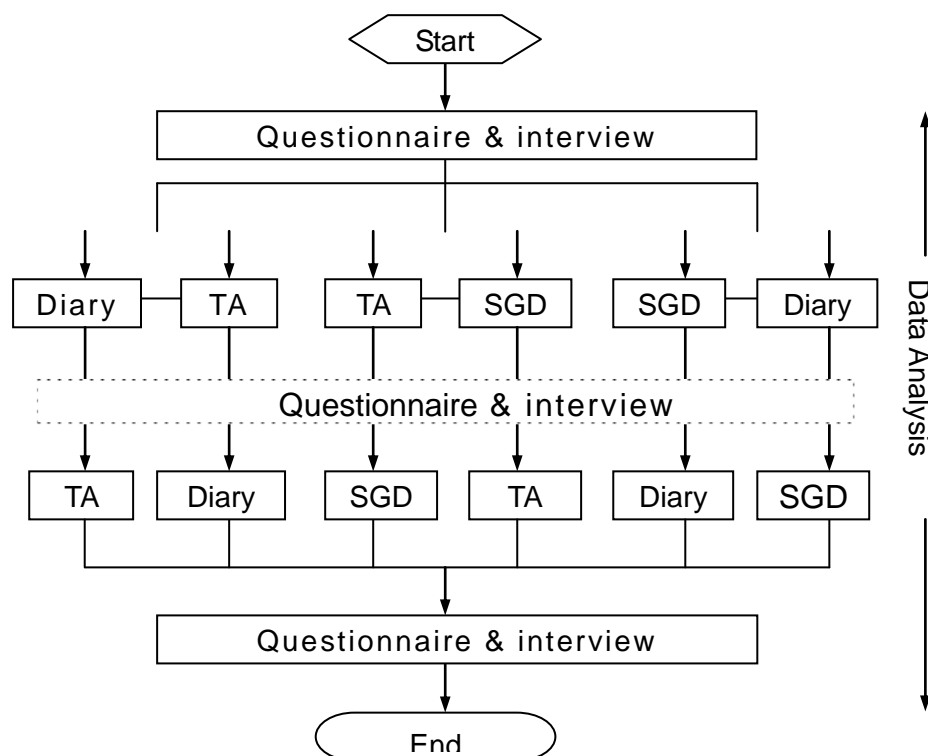 Start
Questionnaire & interview
Diary TA TA SGD SGD Diary
Questionnaire & interview
TA Diary SGD TA Diary SGD
Questionnaire & interview
End
Data Analysis